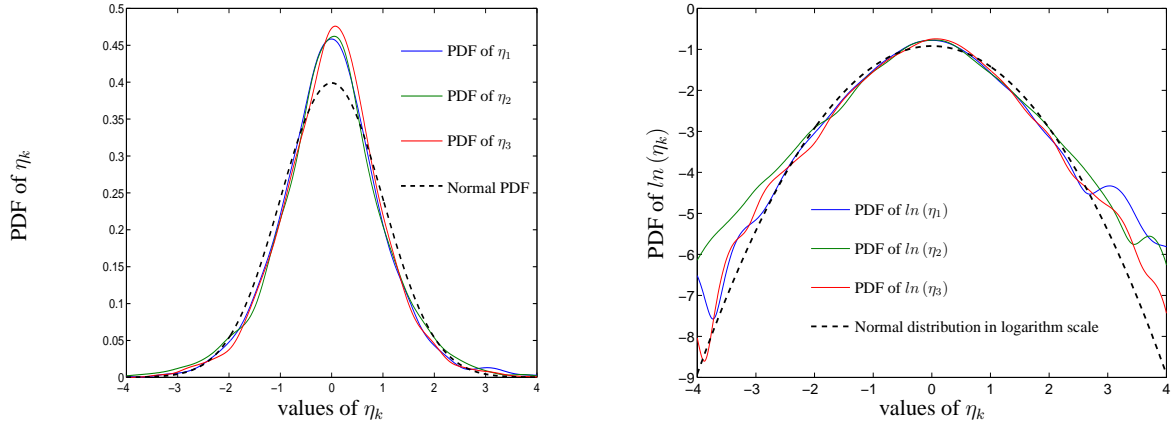 PDF of η_k
0.5
0.45
0.4
0.35
0.3
0.25
0.2
0.15
0.1
0.05
0
−4 −3 −2 −1 0 1 2 3 4
values of η_k
PDF of η_1
PDF of η_2
PDF of η_3
Normal PDF
PDF of ln (η_k)
0
−1
−2
−3
−4
−5
−6
−7
−8
−9
−4 −3 −2 −1 0 1 2 3 4
values of η_k
PDF of ln (η_1)
PDF of ln (η_2)
PDF of ln (η_3)
Normal distribution in logarithm scale